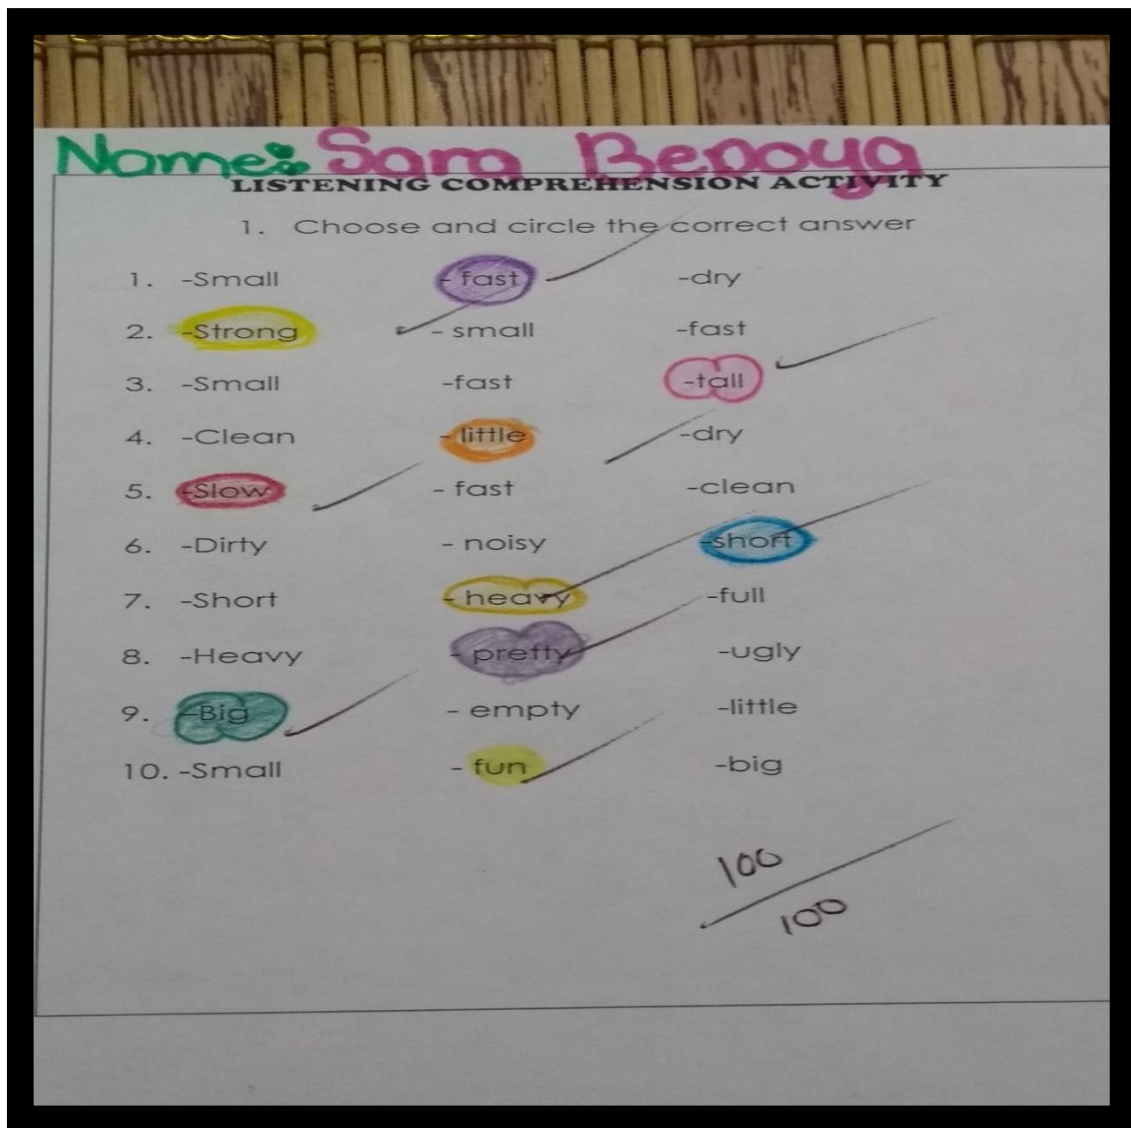 Name: Sara Bedoya
LISTENING COMPREHENSION ACTIVITY
1. Choose and circle the correct answer
1. -Small - fast -dry
2. -Strong - small -fast
3. -Small -fast -tall
4. -Clean - little -dry
5. -Slow - fast -clean
6. -Dirty - noisy -short
7. -Short - heavy -full
8. -Heavy - pretty -ugly
9. -Big - empty -little
10. -Small - fun -big
100
100